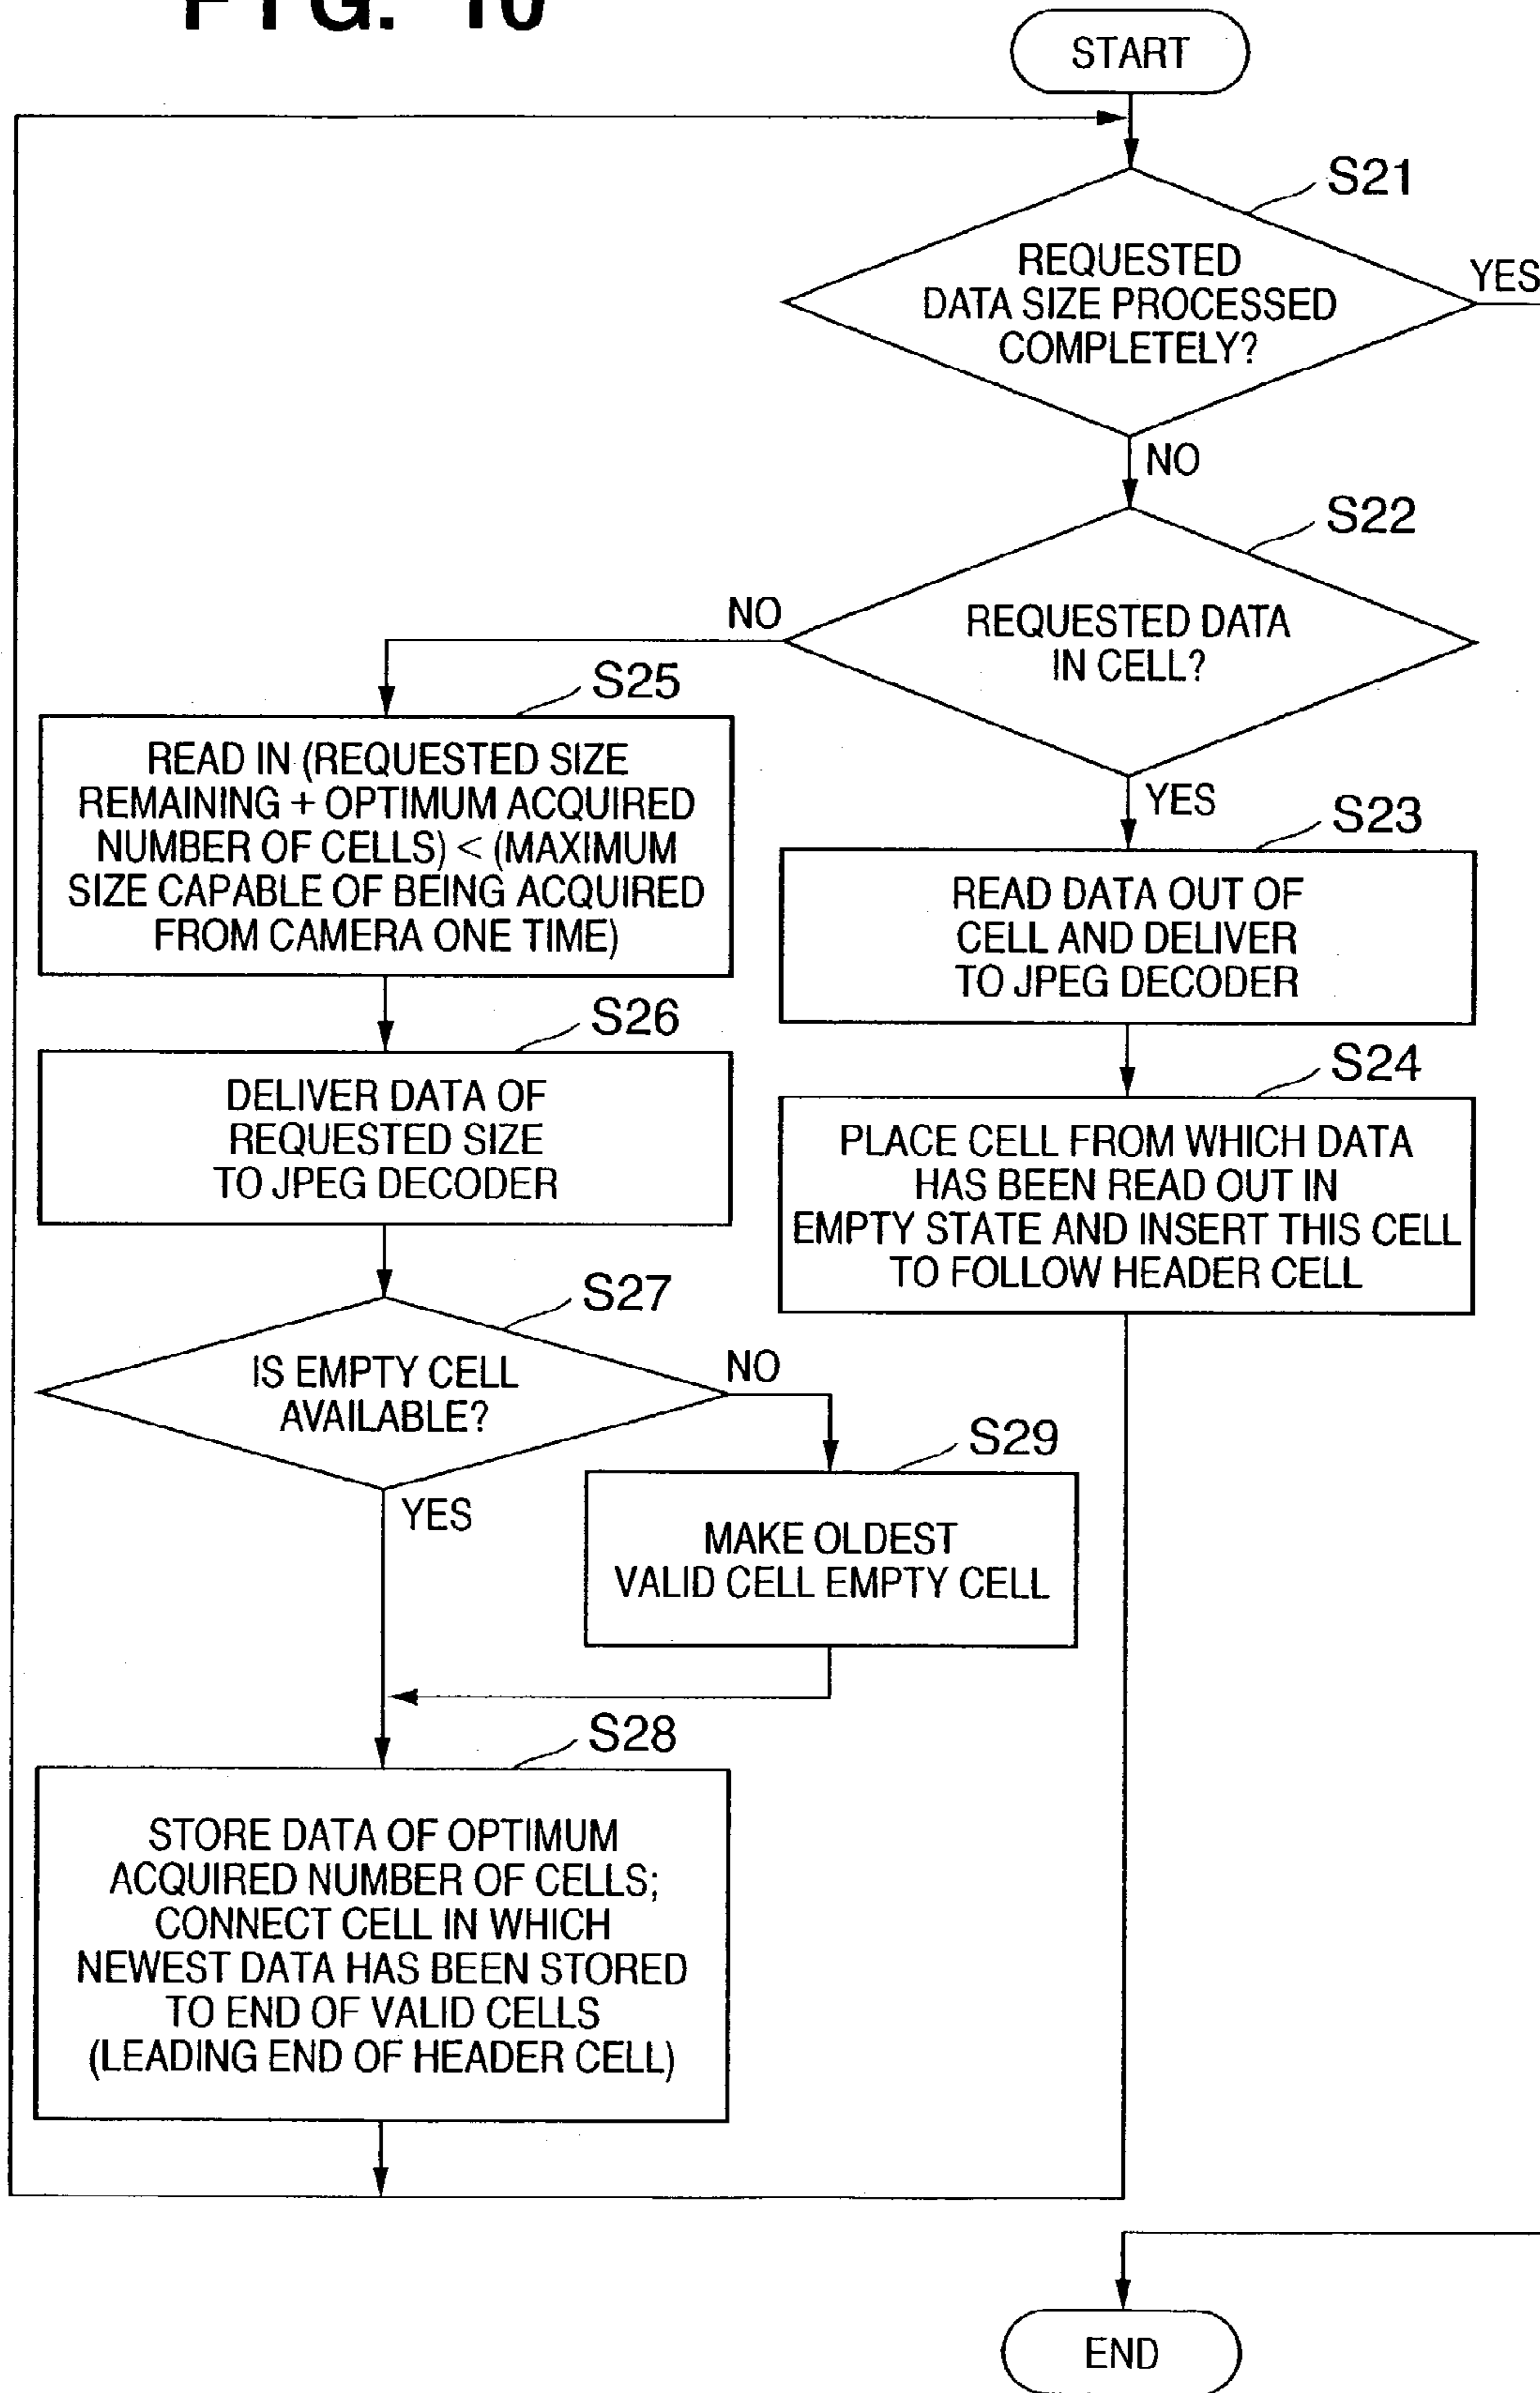 FIG. 10
START
S21
REQUESTED
DATA SIZE PROCESSED
COMPLETELY?
YES
NO
S22
REQUESTED DATA
IN CELL?
NO
YES
S25
READ IN (REQUESTED SIZE
REMAINING + OPTIMUM ACQUIRED
NUMBER OF CELLS) < (MAXIMUM
SIZE CAPABLE OF BEING ACQUIRED
FROM CAMERA ONE TIME)
S23
READ DATA OUT OF
CELL AND DELIVER
TO JPEG DECODER
S26
DELIVER DATA OF
REQUESTED SIZE
TO JPEG DECODER
S24
PLACE CELL FROM WHICH DATA
HAS BEEN READ OUT IN
EMPTY STATE AND INSERT THIS CELL
TO FOLLOW HEADER CELL
S27
IS EMPTY CELL
AVAILABLE?
NO
YES
S29
MAKE OLDEST
VALID CELL EMPTY CELL
S28
STORE DATA OF OPTIMUM
ACQUIRED NUMBER OF CELLS;
CONNECT CELL IN WHICH
NEWEST DATA HAS BEEN STORED
TO END OF VALID CELLS
(LEADING END OF HEADER CELL)
END